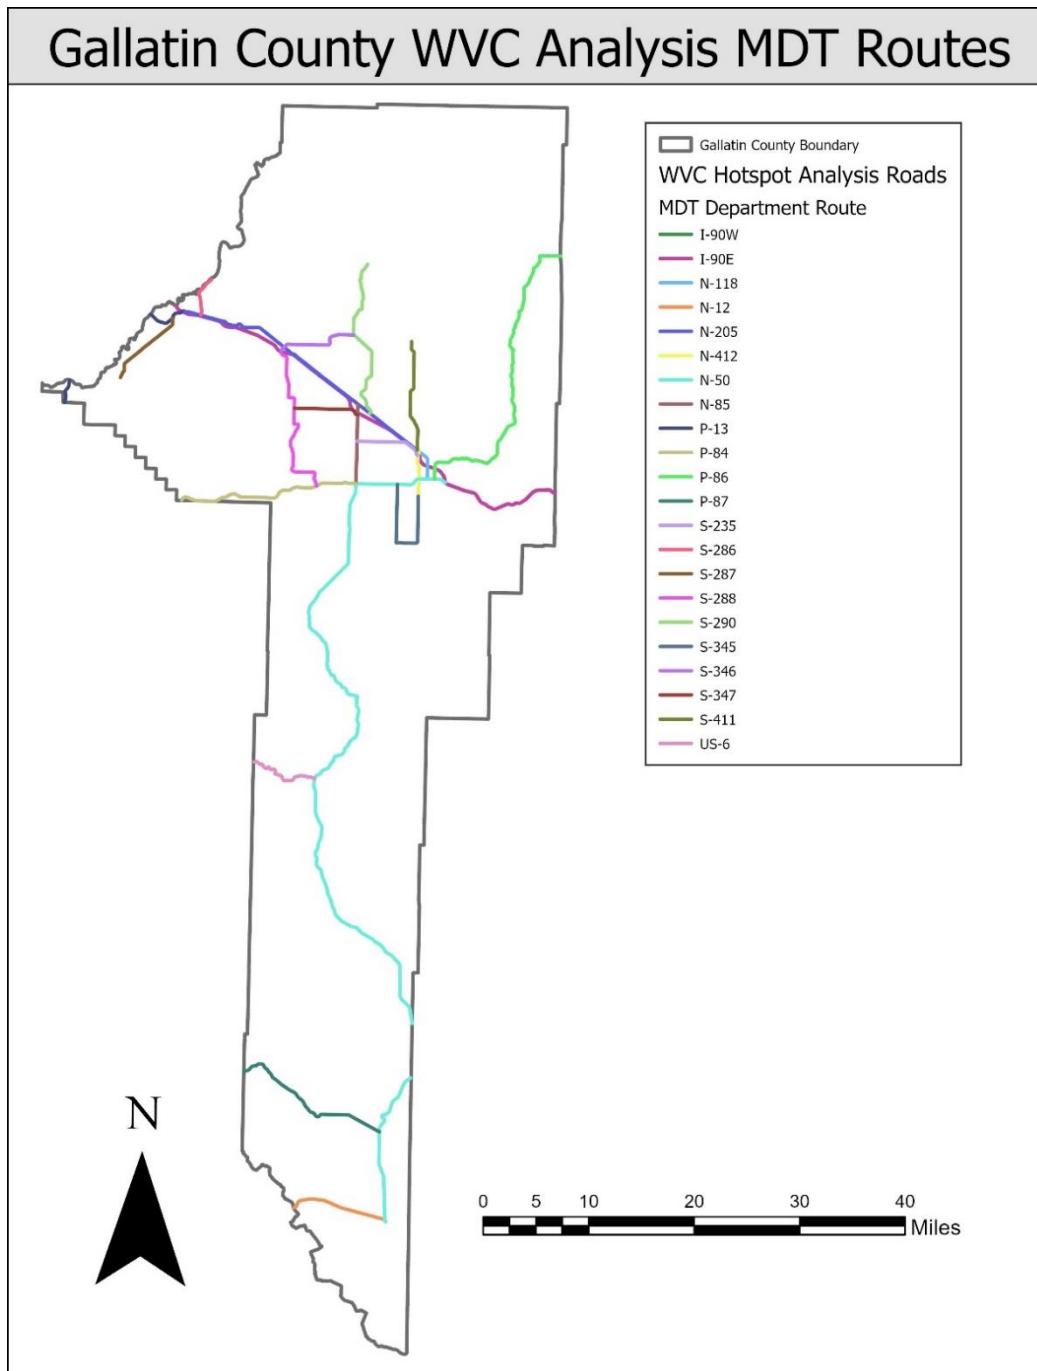 Gallatin County WVC Analysis MDT Routes
Gallatin County Boundary
WVC Hotspot Analysis Roads
MDT Department Route
I-90W
I-90E
N-118
N-12
N-205
N-412
N-50
N-85
P-13
P-84
P-86
P-87
S-235
S-286
S-287
S-288
S-290
S-345
S-346
S-347
S-411
US-6
N
0 5 10 20 30 40
Miles